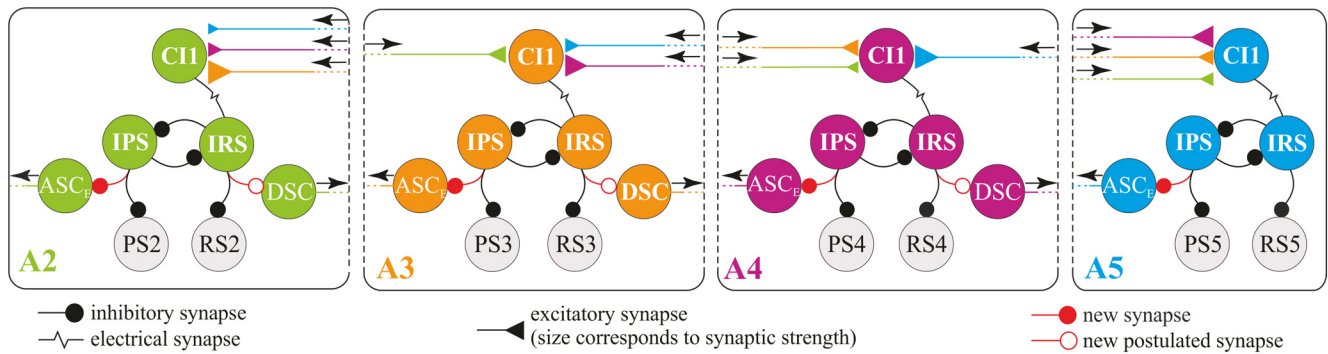 CI1
IPS
IRS
ASCE
DSC
PS2
RS2
A2
CI1
IPS
IRS
ASCE
DSC
PS3
RS3
A3
CI1
IPS
IRS
ASCE
DSC
PS4
RS4
A4
CI1
IPS
IRS
ASCE
PS5
RS5
A5
inhibitory synapse
electrical synapse
excitatory synapse
(size corresponds to synaptic strength)
new synapse
new postulated synapse